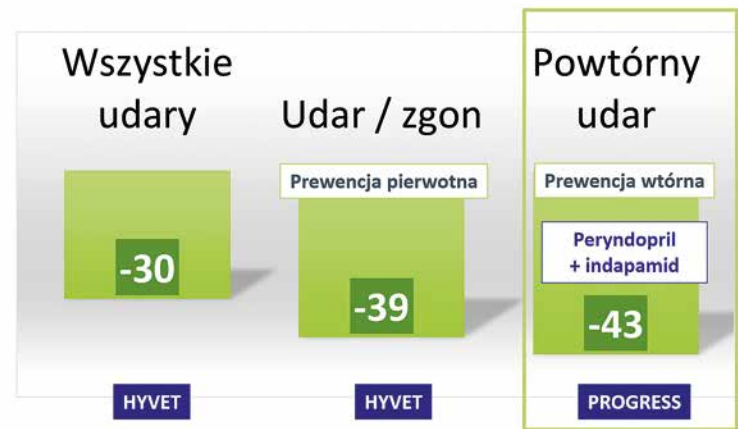 Wszystkie
udary
Udar / zgon
Powtórny
udar
Prewencja pierwotna
Prewencja wtórna
Peryndopril
+ indapamid
-30
-39
-43
HYVET
HYVET
PROGRESS